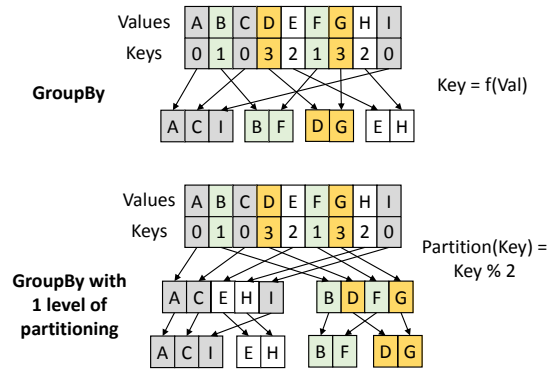 Values A B C D E F G H I
Keys 0 1 0 3 2 1 3 2 0
GroupBy
Key = f(Val)
A C I B F D G E H
Values A B C D E F G H I
Keys 0 1 0 3 2 1 3 2 0
Partition(Key) =
Key % 2
GroupBy with
1 level of
partitioning
A C E H I B D F G
A C I E H B F D G